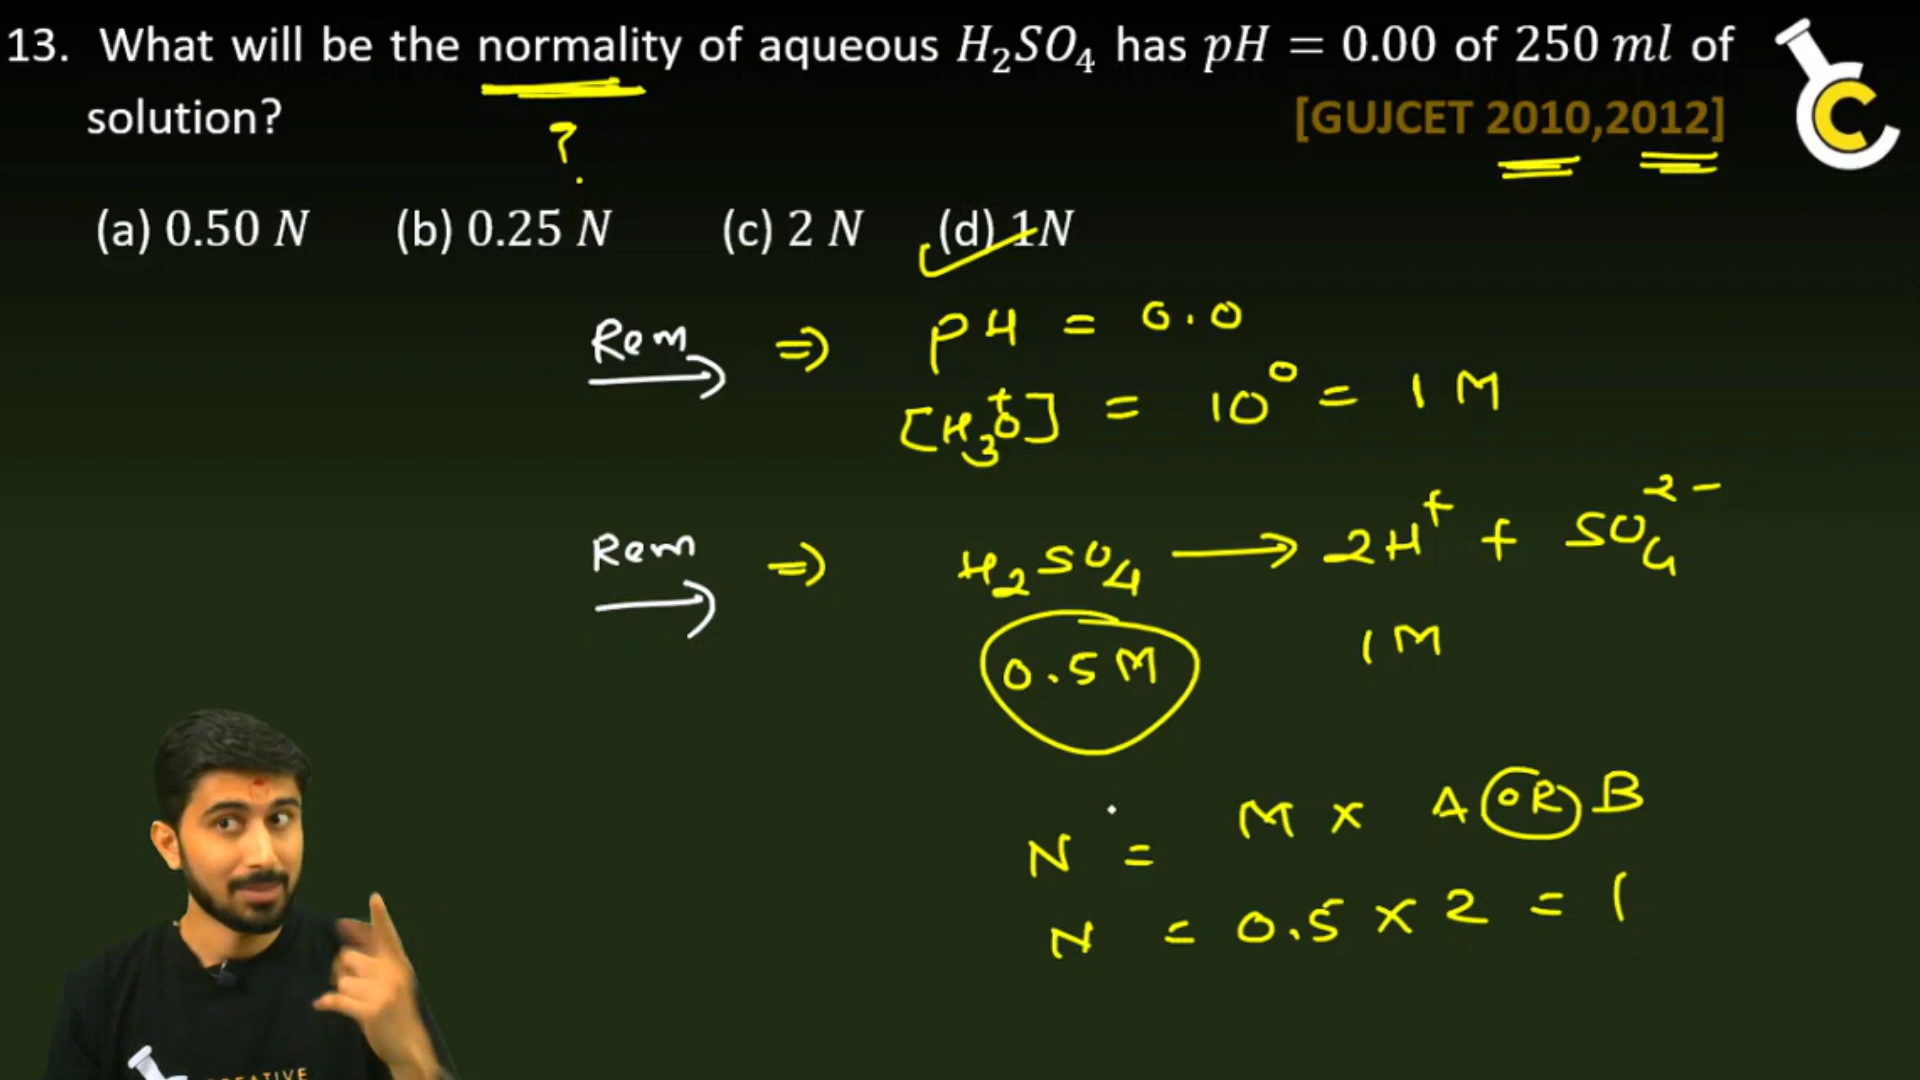 13. What will be the normality of aqueous H₂SO₄ has pH = 0.00 of 250 ml of
solution?
[GUJCET 2010,2012]
?
(a) 0.50 N (b) 0.25 N (c) 2 N (d) 1N
Rem ⇒ pH = 0.0
[H₃O⁺] = 10⁰ = 1 M
Rem ⇒ H₂SO₄ → 2H⁺ + SO₄²⁻
0.5 M 1 M
N = M × A OR B
N = 0.5 × 2 = 1
C